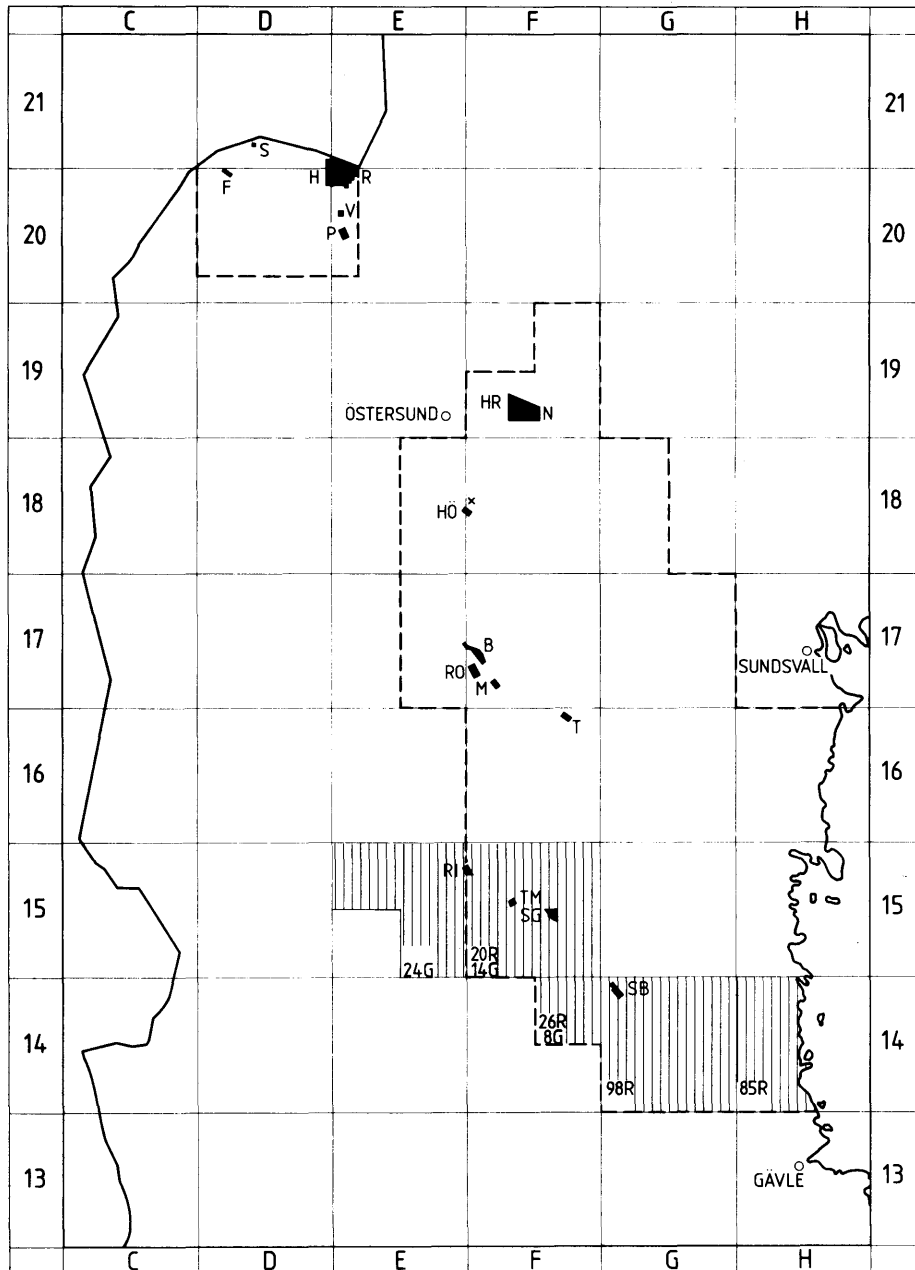 C D E F G H
21 21
S
H R
F
V
20 P 20
19 19
HR
ÖSTERSUND N
18 18
HÖ
17 B 17
RO SUNDSVALL
M
T
16 16
RI
15 TM 15
SG
20R
24G 14G
SB
26R
14 8G 14
98R 85R
13 13
GÄVLE
C D E F G H